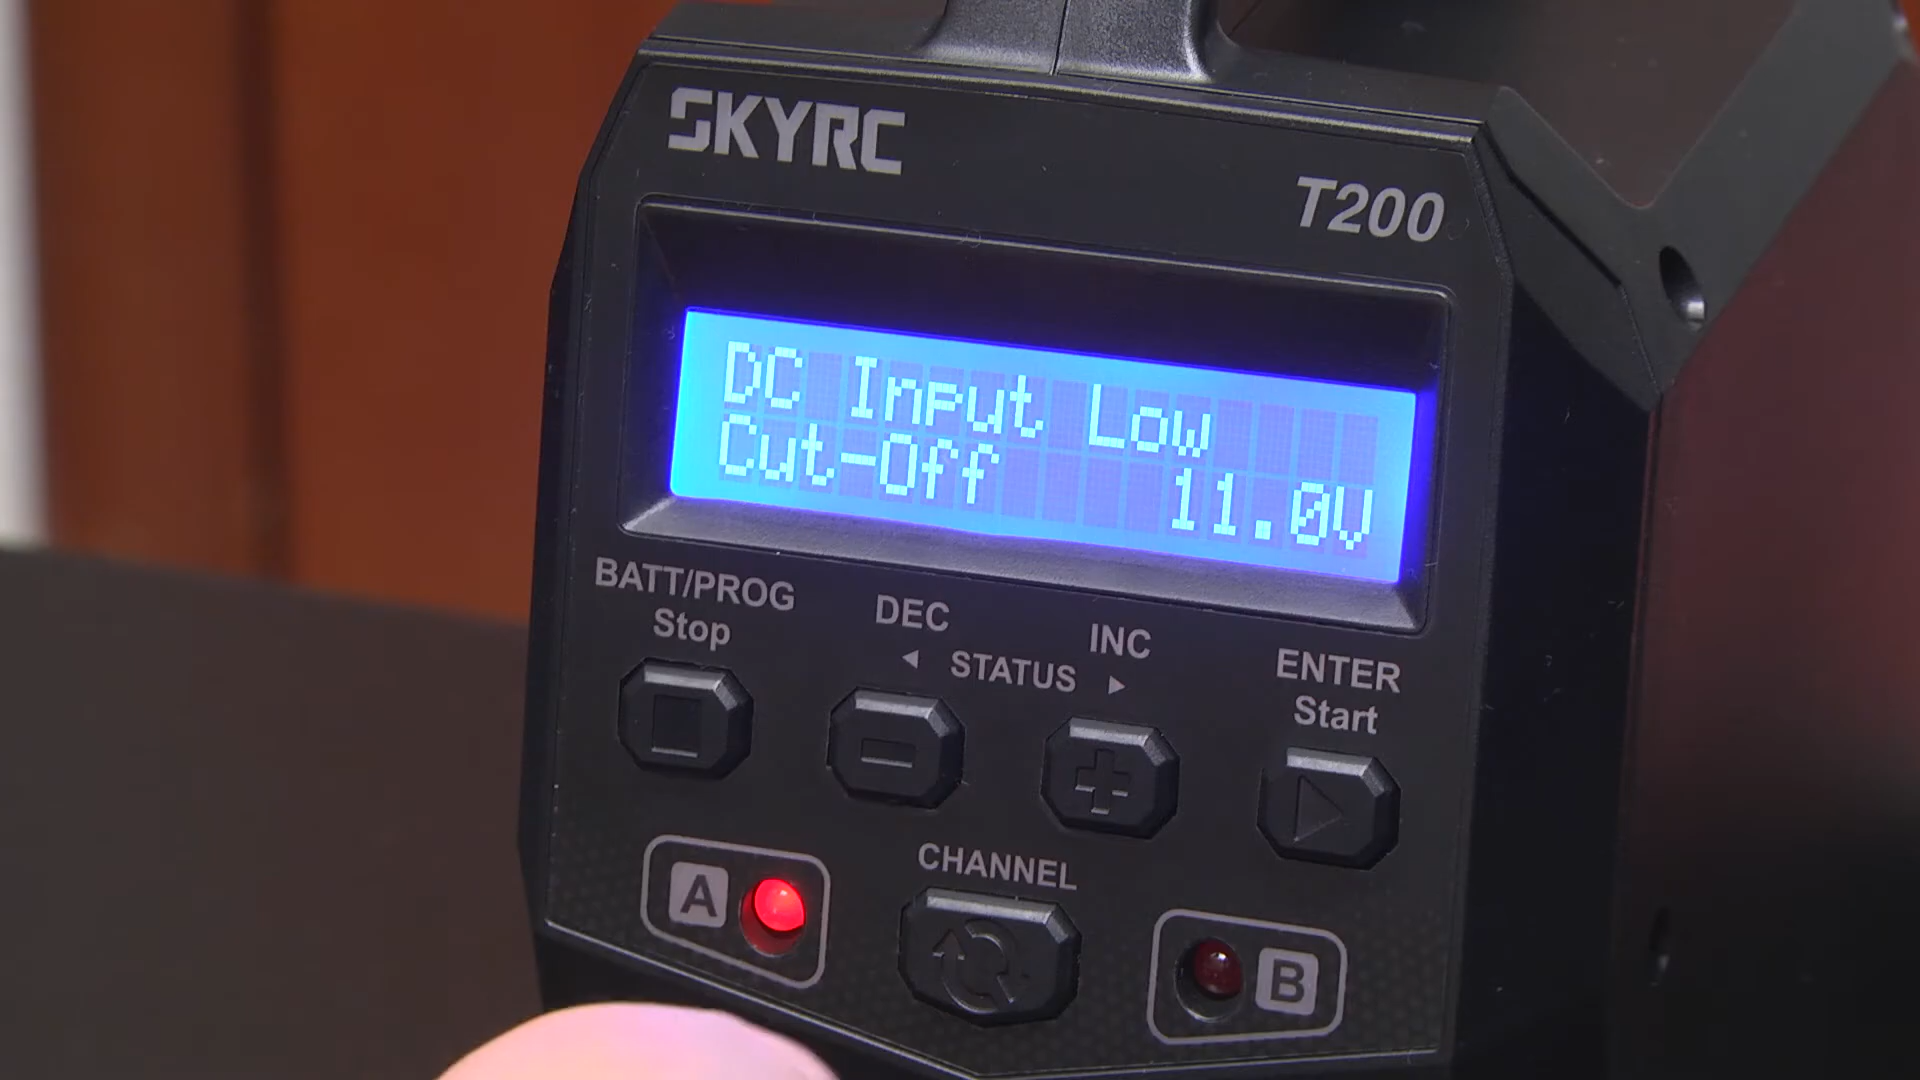 SKYRC
T200
DC Input Low
Cut-Off 11.0V
BATT/PROG
Stop
DEC
INC
◄ STATUS ►
ENTER
Start
CHANNEL
A
B